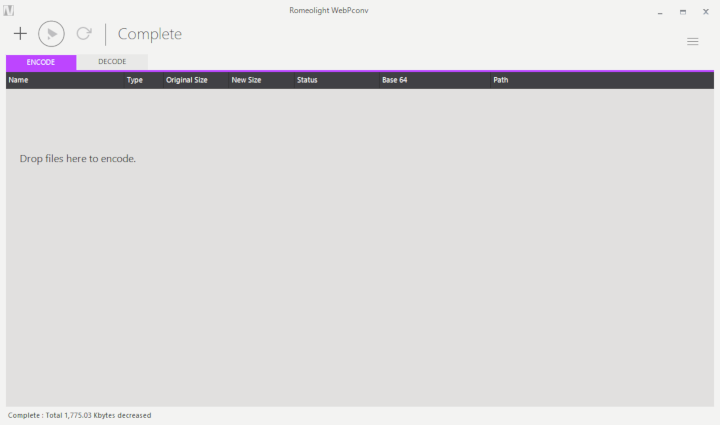 Romeolight WebPconv
Complete
ENCODE DECODE
Name Type Original Size New Size Status Base 64 Path
Drop files here to encode.
Complete : Total 1,775.03 Kbytes decreased